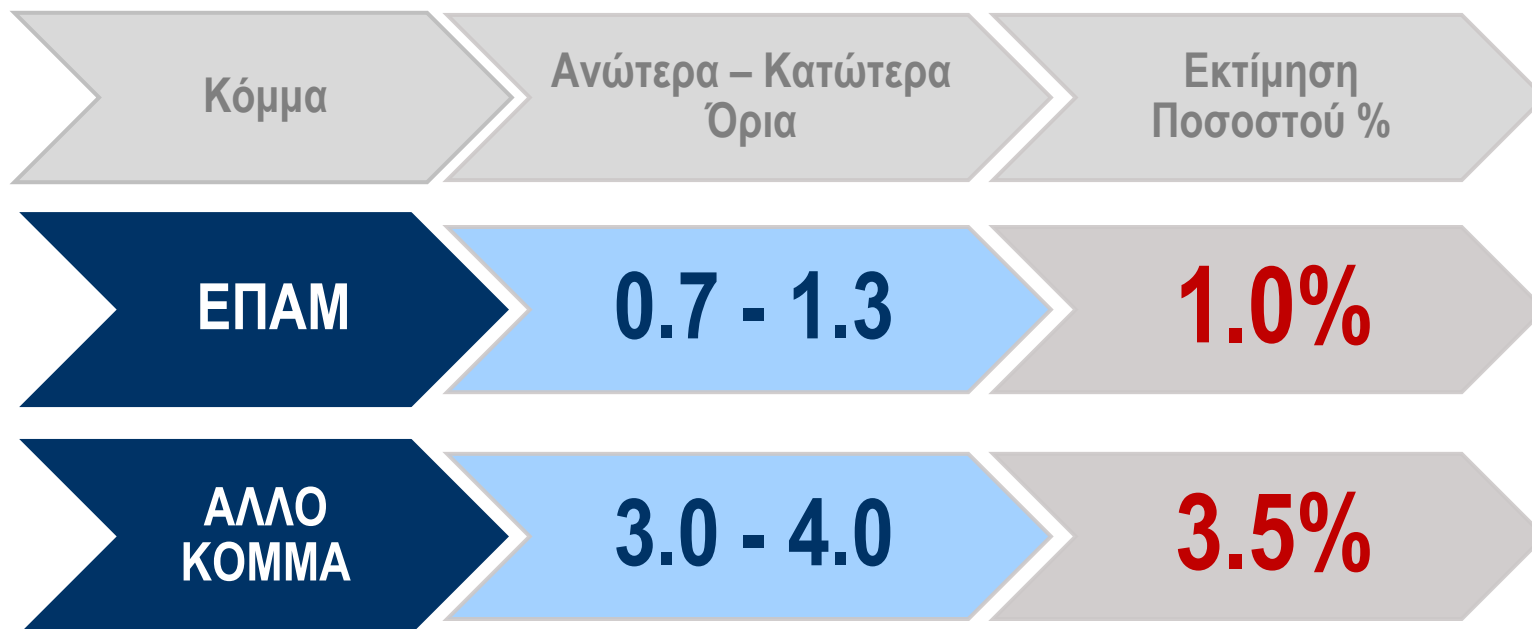 Κόμμα
Ανώτερα – Κατώτερα
Όρια
Εκτίμηση
Ποσοστού %
ΕΠΑΜ
0.7 - 1.3
1.0%
ΑΛΛΟ
ΚΟΜΜΑ
3.0 - 4.0
3.5%